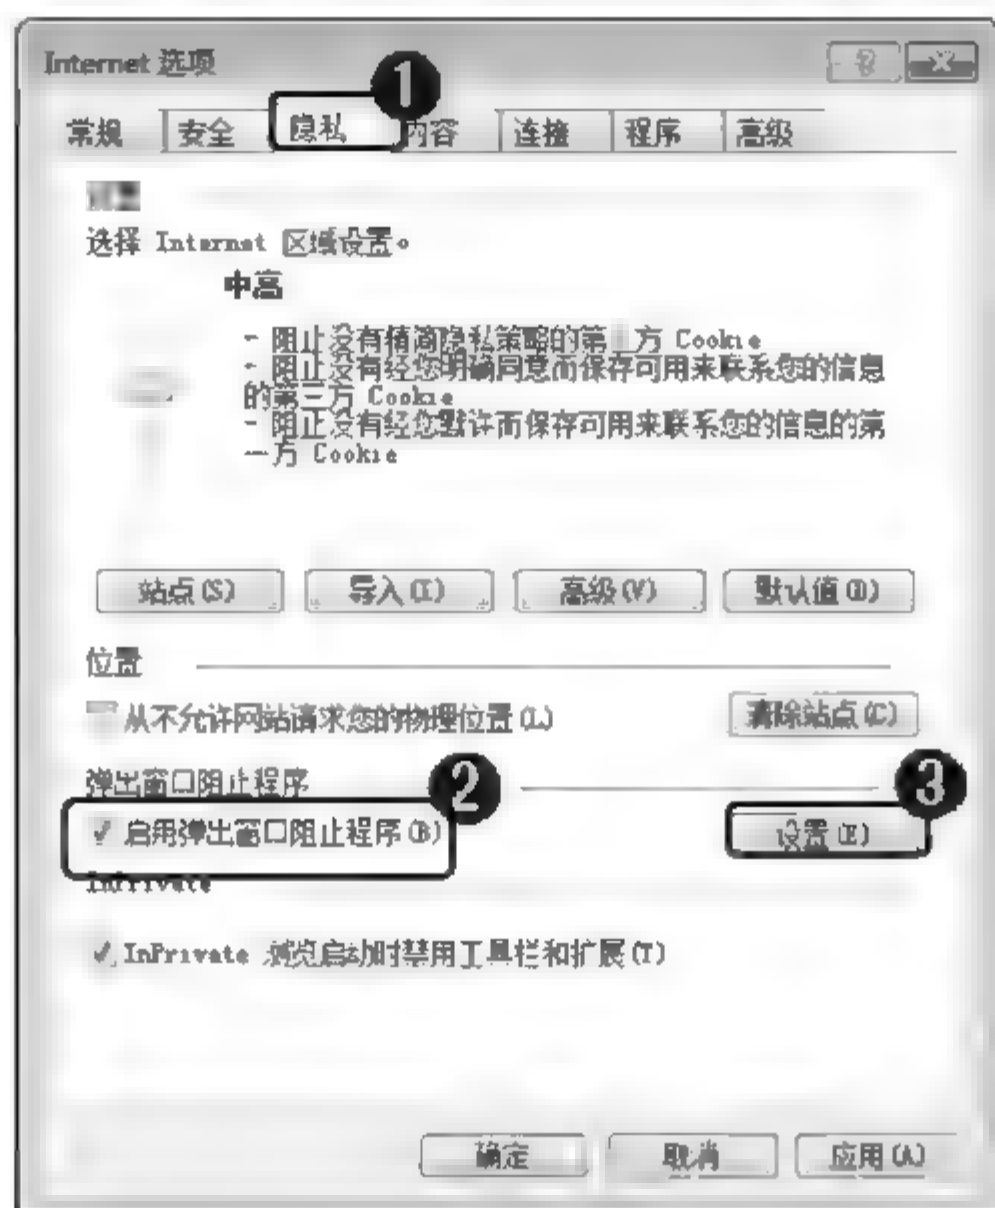 Internet 选项
1
常规 安全 隐私 内容 连接 程序 高级
设置
选择 Internet 区域设置。
中高
- 阻止没有精简隐私策略的第三方 Cookie
- 阻止没有经您明确同意而保存可用来联系您的信息
的第三方 Cookie
- 阻止没有经您默许而保存可用来联系您的信息的第
一方 Cookie
站点(S) 导入(I) 高级(V) 默认值(D)
位置
从不允许网站请求您的物理位置(L) 清除站点(C)
弹出窗口阻止程序 2 3
启用弹出窗口阻止程序(B) 设置(E)
InPrivate
InPrivate 浏览启动时禁用工具栏和扩展(T)
确定 取消 应用(A)